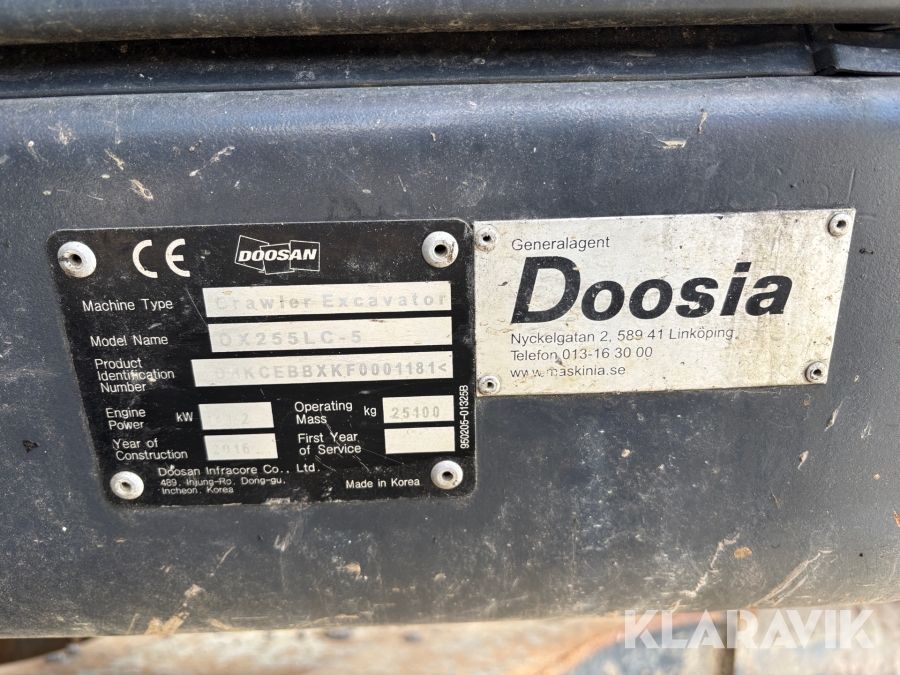 CE
DOOSAN
Machine Type Crawler Excavator
Model Name DX255LC-5
Product
Identification
Number
KCEBBXKF0001181<
Engine
Power kW
Operating
Mass kg 25100
Year of
Construction 2016
First Year
of Service
Doosan Infracore Co., Ltd.
489, Injung-Ro, Dong-gu,
Incheon, Korea
Made in Korea
950205-01325B
Generalagent
Doosia
Nyckelgatan 2, 589 41 Linköping
Telefon 013-16 30 00
www.maskinia.se
KLARAVIK